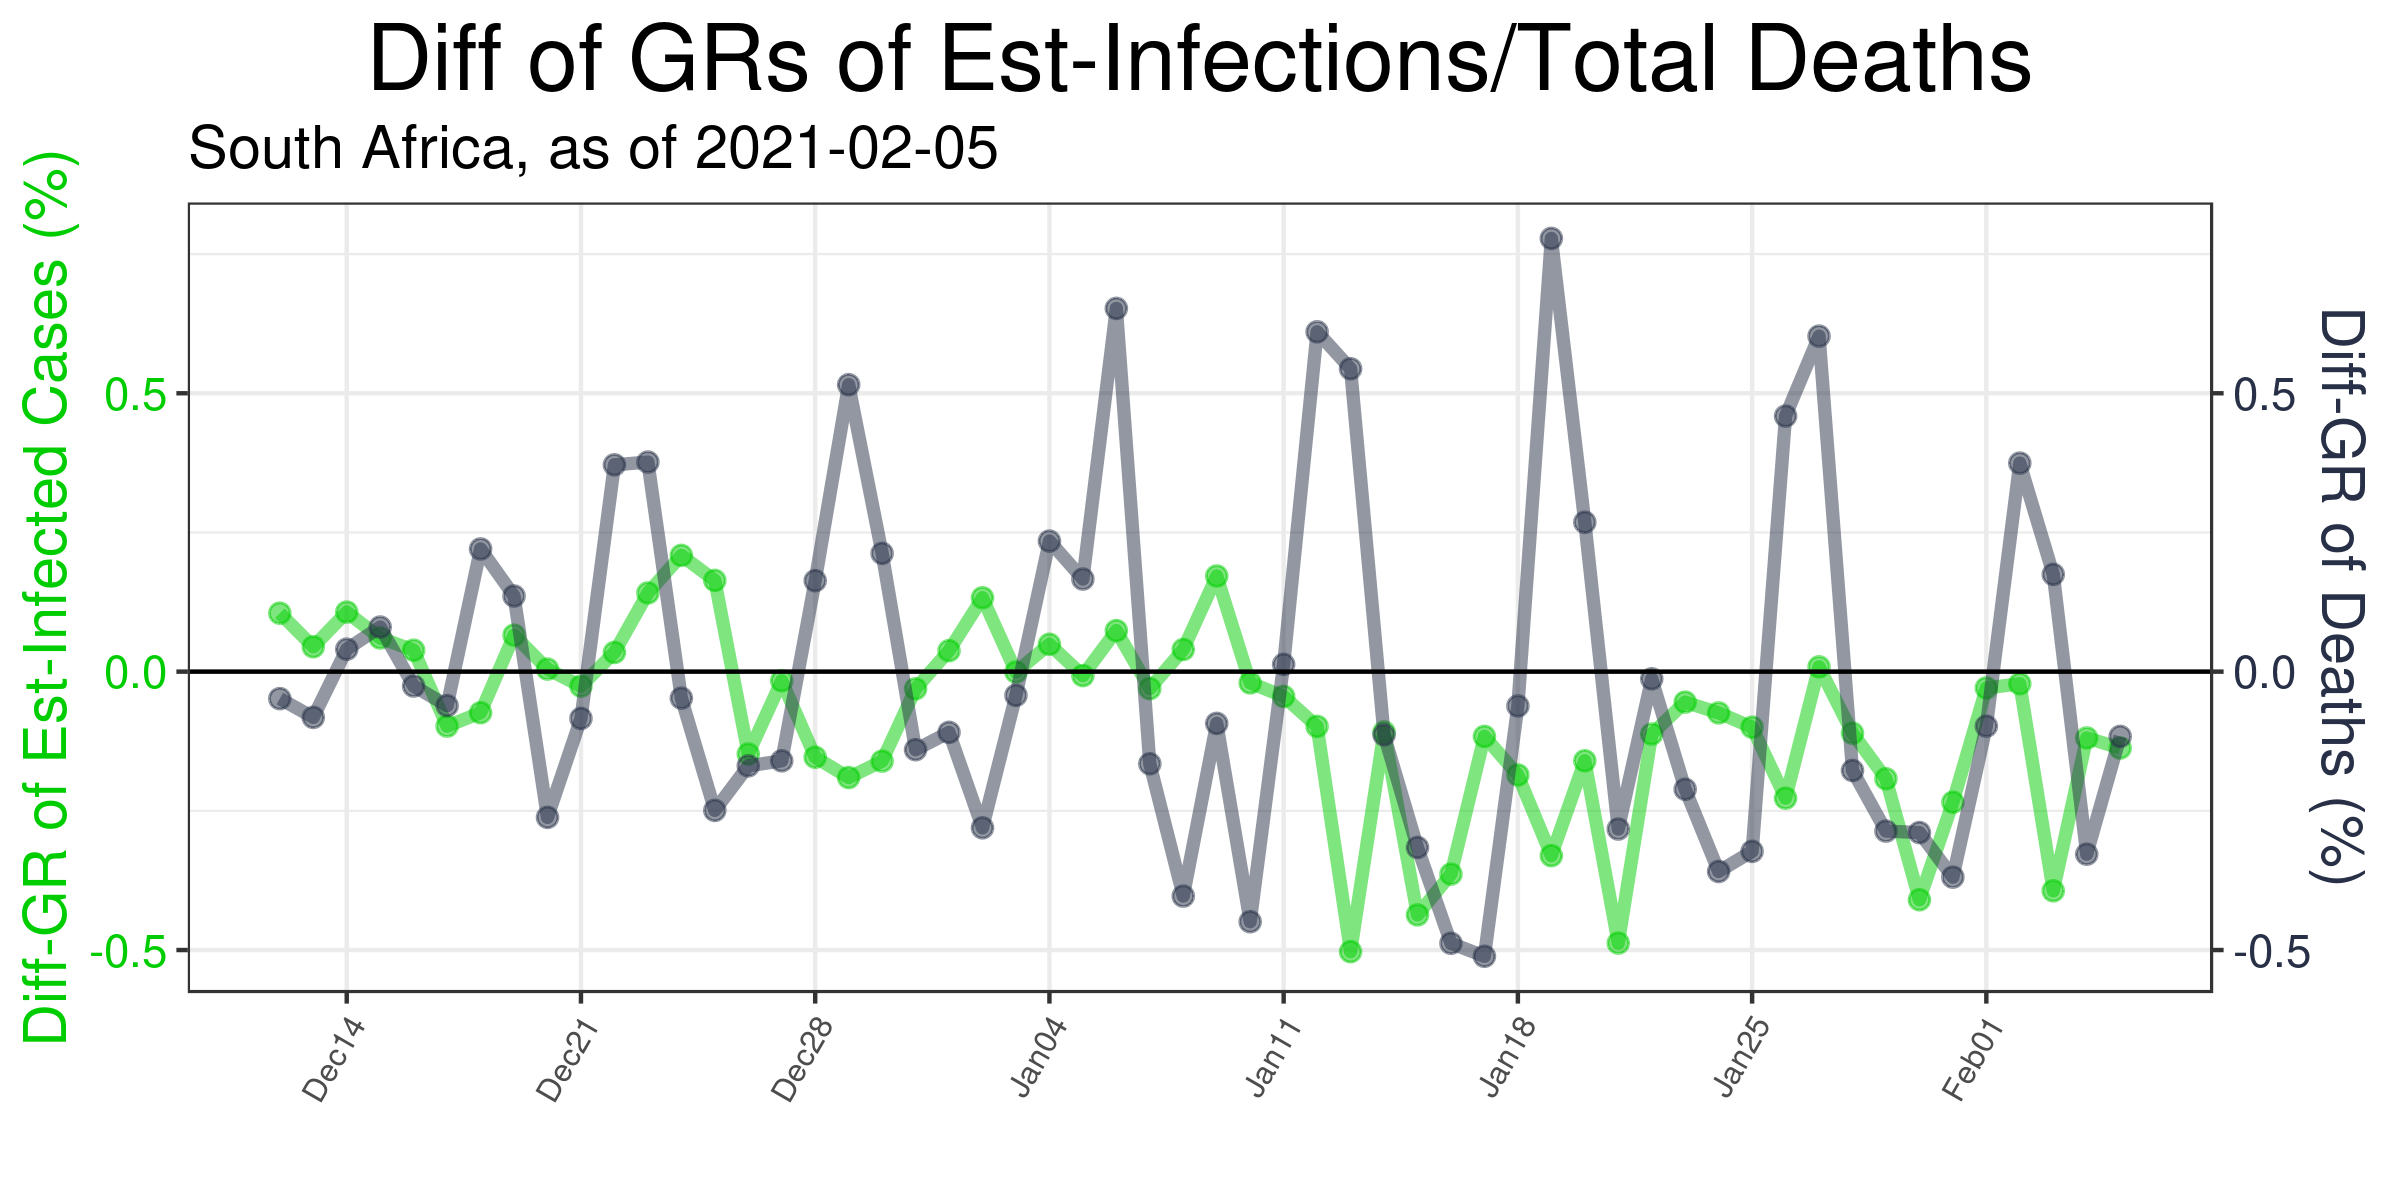 Diff of GRs of Est-Infections/Total Deaths
South Africa, as of 2021-02-05
Diff-GR of Est-Infected Cases (%)
0.5
0.0
-0.5
0.5
0.0
-0.5
Diff-GR of Deaths (%)
Dec14
Dec21
Dec28
Jan04
Jan11
Jan18
Jan25
Feb01